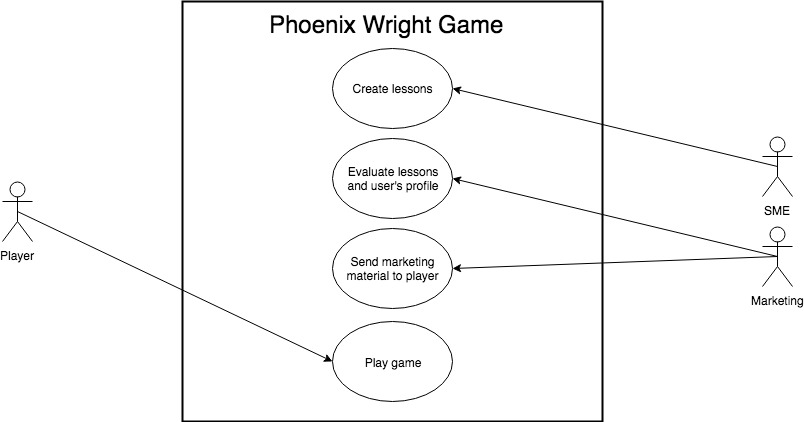 Phoenix Wright Game
Create lessons
Evaluate lessons
and user's profile
SME
Player
Send marketing
material to player
Marketing
Play game